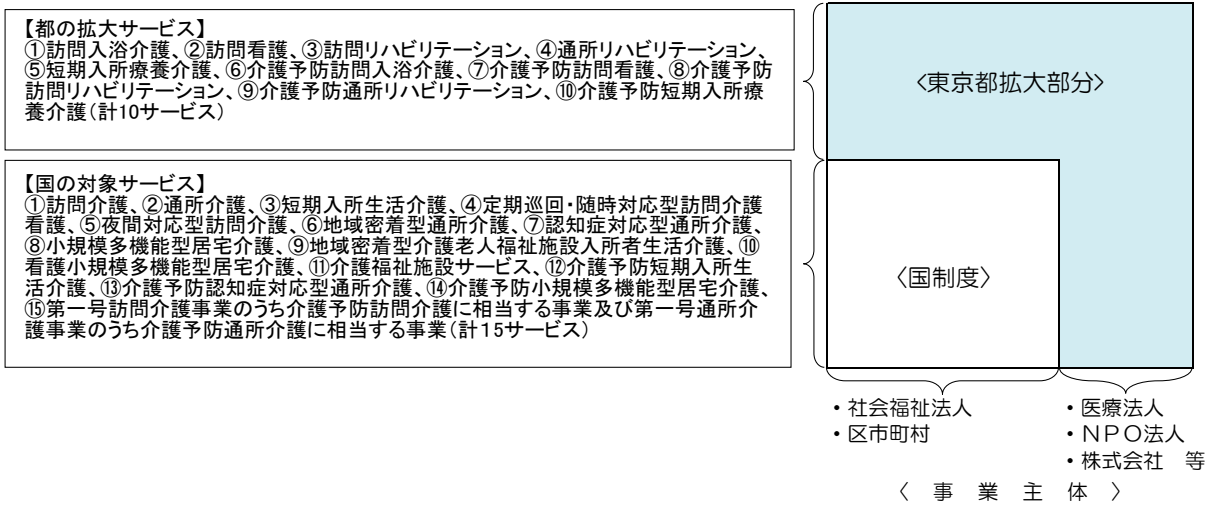 【都の拡大サービス】
①訪問入浴介護、②訪問看護、③訪問リハビリテーション、④通所リハビリテーション、
⑤短期入所療養介護、⑥介護予防訪問入浴介護、⑦介護予防訪問看護、⑧介護予防
訪問リハビリテーション、⑨介護予防通所リハビリテーション、⑩介護予防短期入所療
養介護（計10サービス）
〈東京都拡大部分〉
【国の対象サービス】
①訪問介護、②通所介護、③短期入所生活介護、④定期巡回・随時対応型訪問介護
看護、⑤夜間対応型訪問介護、⑥地域密着型通所介護、⑦認知症対応型通所介護、
⑧小規模多機能型居宅介護、⑨地域密着型介護老人福祉施設入所者生活介護、⑩
看護小規模多機能型居宅介護、⑪介護福祉施設サービス、⑫介護予防短期入所生
活介護、⑬介護予防認知症対応型通所介護、⑭介護予防小規模多機能型居宅介護、
⑮第一号訪問介護事業のうち介護予防訪問介護に相当する事業及び第一号通所介
護事業のうち介護予防通所介護に相当する事業（計15サービス）
〈国制度〉
・社会福祉法人
・区市町村
・医療法人
・ＮＰＯ法人
・株式会社　等
〈　事　業　主　体　〉